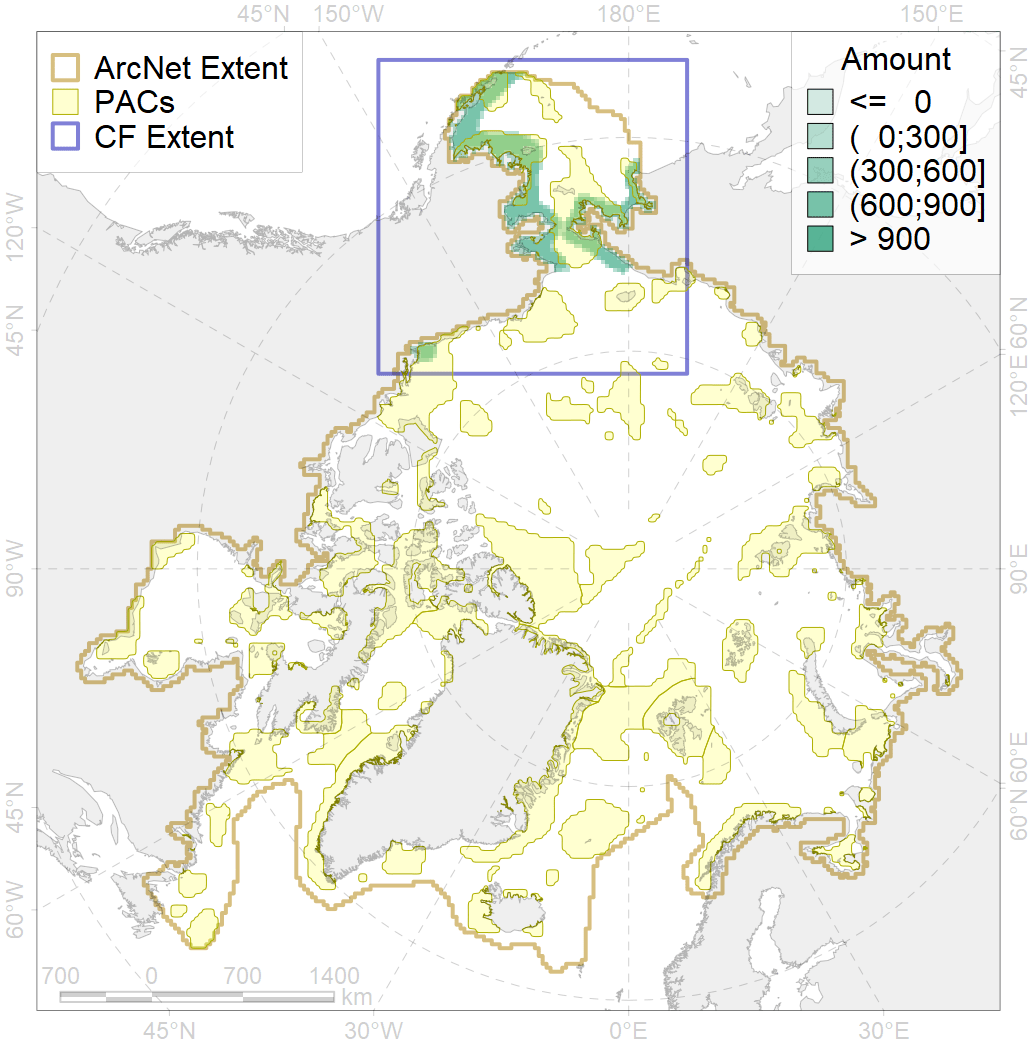 45°N 150°W 180°E 150°E
ArcNet Extent
PACs
CF Extent
Amount
<= 0
( 0;300]
(300;600]
(600;900]
> 900
45°N
120°W
45°N
60°N
120°E
90°W
90°E
45°N
60°E
60°N
60°W
700 0 700 1400
km
45°N 30°W 0°E 30°E